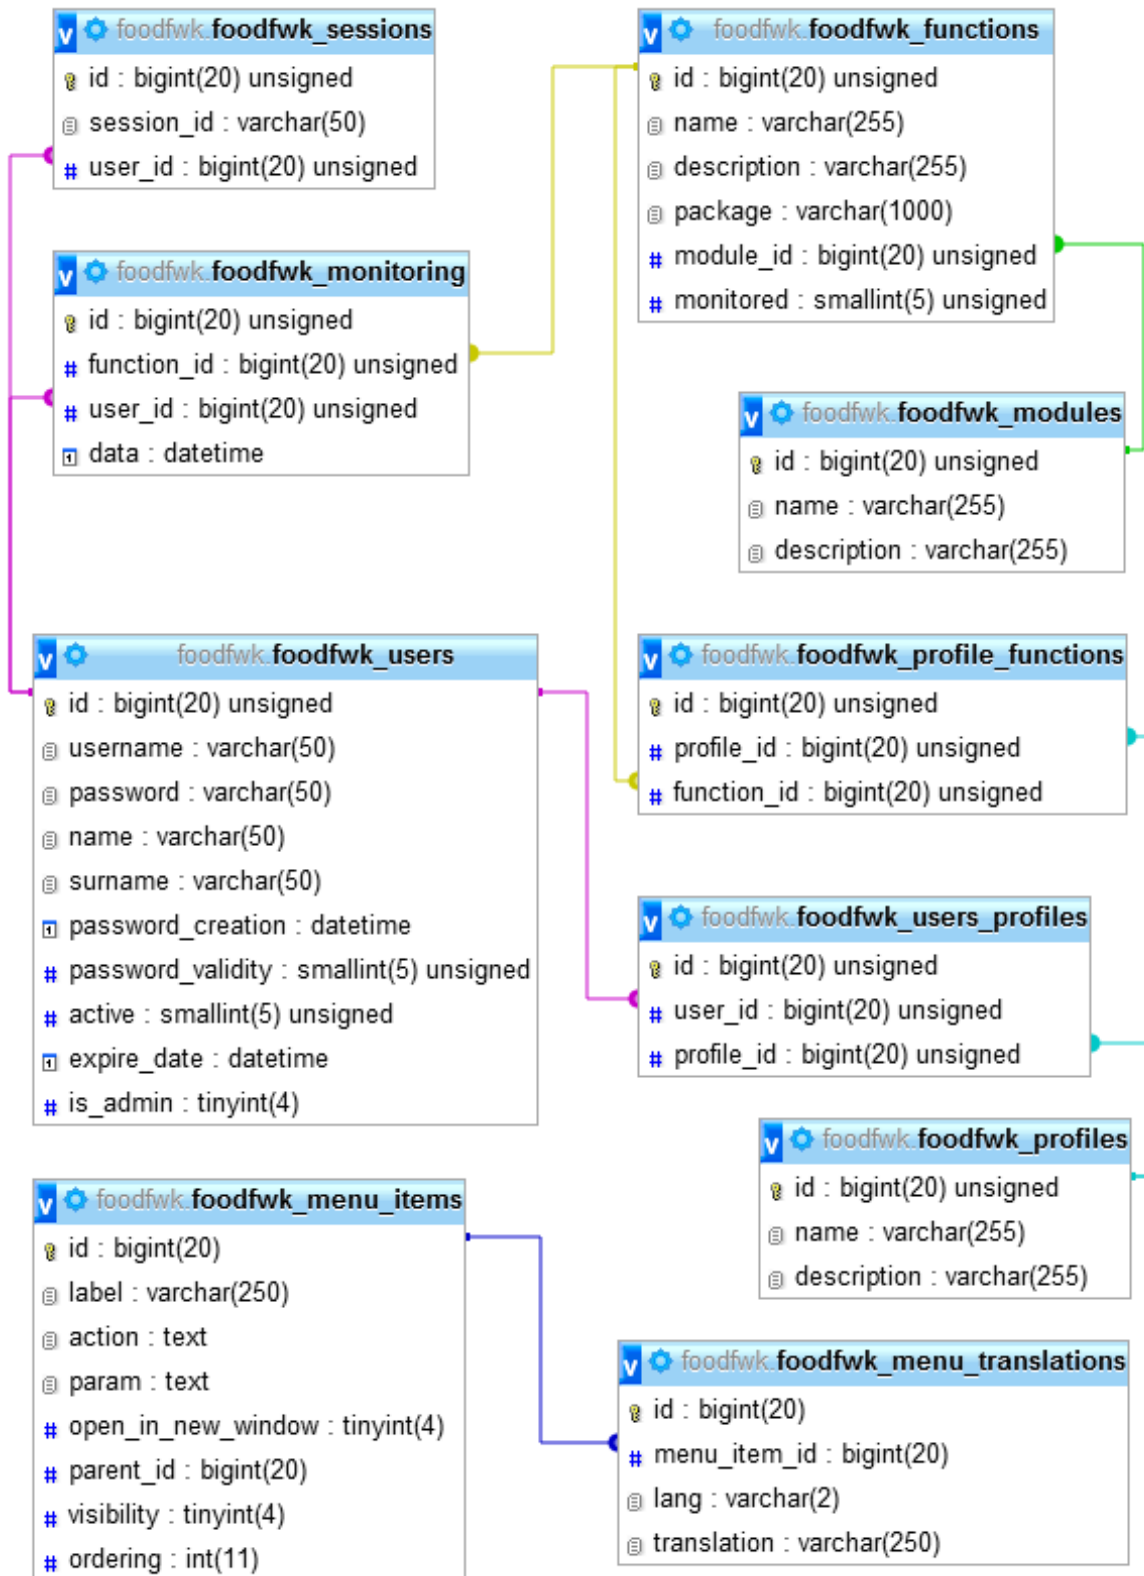 v foodfwk.foodfwk_sessions
id : bigint(20) unsigned
session_id : varchar(50)
# user_id : bigint(20) unsigned
v foodfwk.foodfwk_monitoring
id : bigint(20) unsigned
# function_id : bigint(20) unsigned
# user_id : bigint(20) unsigned
data : datetime
v foodfwk.foodfwk_users
id : bigint(20) unsigned
username : varchar(50)
password : varchar(50)
name : varchar(50)
surname : varchar(50)
password_creation : datetime
# password_validity : smallint(5) unsigned
# active : smallint(5) unsigned
expire_date : datetime
# is_admin : tinyint(4)
v foodfwk.foodfwk_menu_items
id : bigint(20)
label : varchar(250)
action : text
param : text
# open_in_new_window : tinyint(4)
# parent_id : bigint(20)
# visibility : tinyint(4)
# ordering : int(11)
v foodfwk.foodfwk_functions
id : bigint(20) unsigned
name : varchar(255)
description : varchar(255)
package : varchar(1000)
# module_id : bigint(20) unsigned
# monitored : smallint(5) unsigned
v foodfwk.foodfwk_modules
id : bigint(20) unsigned
name : varchar(255)
description : varchar(255)
v foodfwk.foodfwk_profile_functions
id : bigint(20) unsigned
# profile_id : bigint(20) unsigned
# function_id : bigint(20) unsigned
v foodfwk.foodfwk_users_profiles
id : bigint(20) unsigned
# user_id : bigint(20) unsigned
# profile_id : bigint(20) unsigned
v foodfwk.foodfwk_profiles
id : bigint(20) unsigned
name : varchar(255)
description : varchar(255)
v foodfwk.foodfwk_menu_translations
id : bigint(20)
# menu_item_id : bigint(20)
lang : varchar(2)
translation : varchar(250)